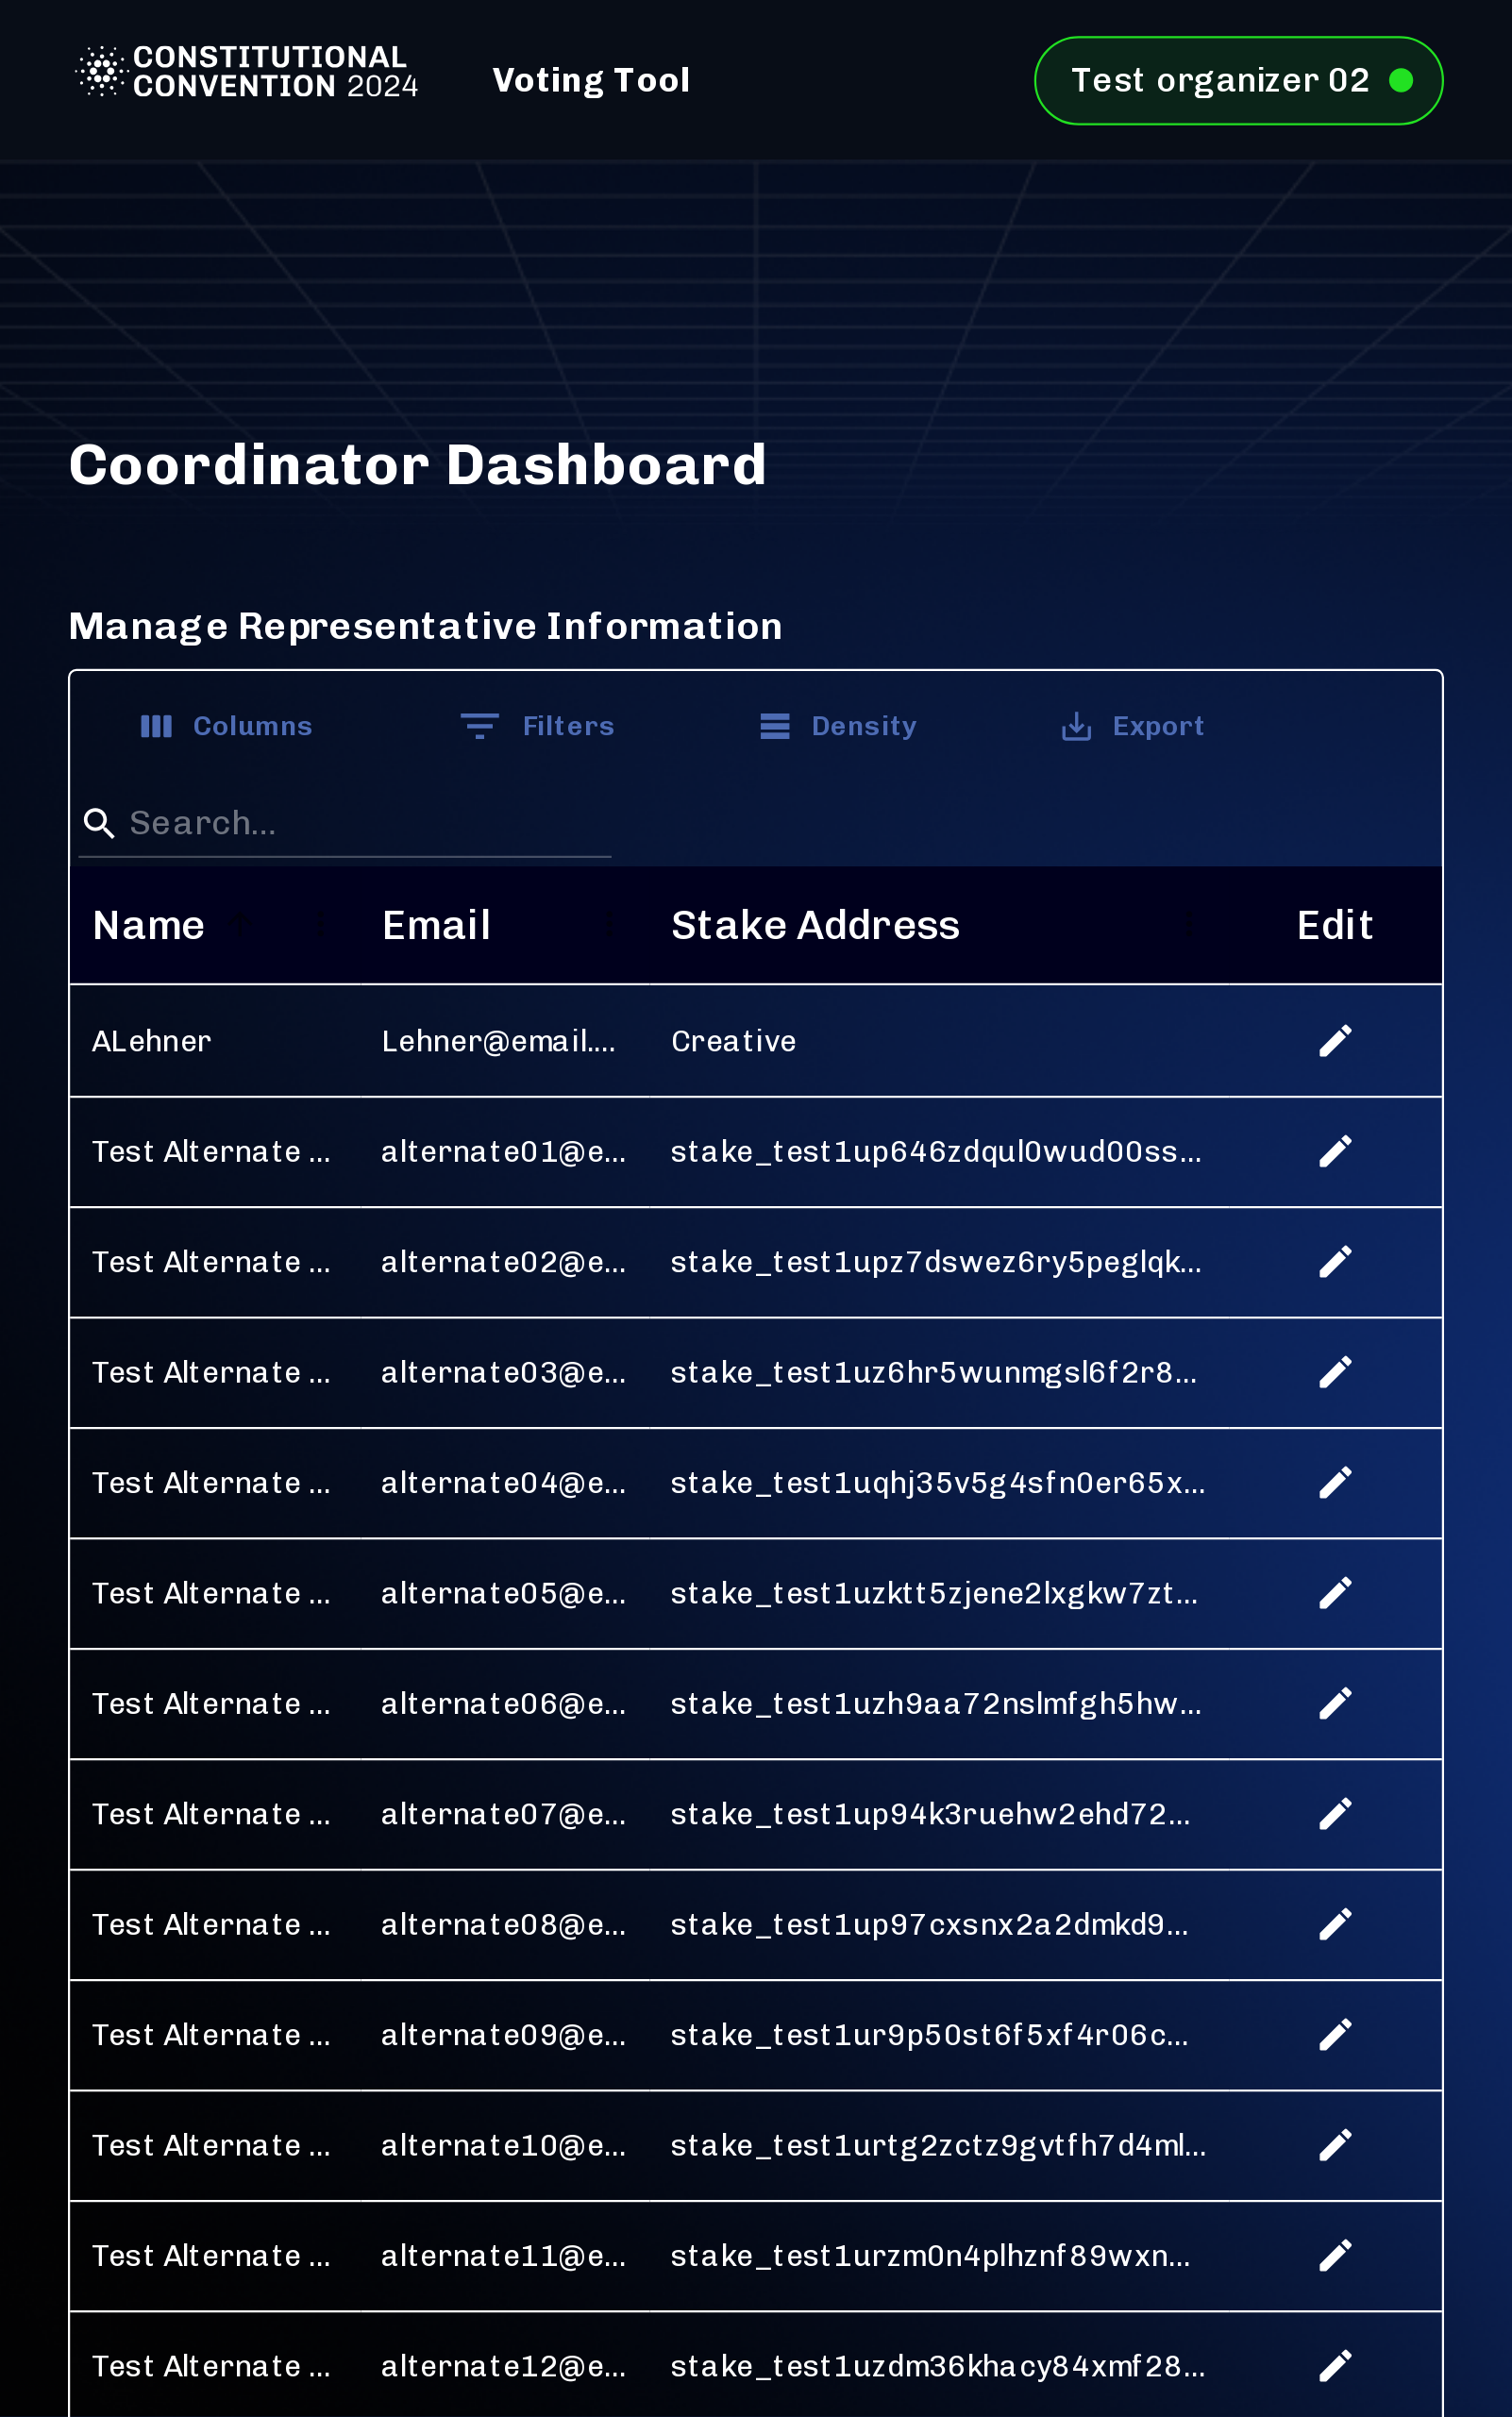 CONSTITUTIONAL
CONVENTION 2024
Voting Tool
Test organizer 02
Coordinator Dashboard
Manage Representative Information
Columns Filters Density Export
Search...
Name Email Stake Address Edit
ALehner Lehner@email.... Creative
Test Alternate ... alternate01@e... stake_test1up646zdqul0wud00ss...
Test Alternate ... alternate02@e... stake_test1upz7dswez6ry5peglqk...
Test Alternate ... alternate03@e... stake_test1uz6hr5wunmgsl6f2r8...
Test Alternate ... alternate04@e... stake_test1uqhj35v5g4sfn0er65x...
Test Alternate ... alternate05@e... stake_test1uzktt5zjene2lxgkw7zt...
Test Alternate ... alternate06@e... stake_test1uzh9aa72nslmfgh5hw...
Test Alternate ... alternate07@e... stake_test1up94k3ruehw2ehd72...
Test Alternate ... alternate08@e... stake_test1up97cxsnx2a2dmkd9...
Test Alternate ... alternate09@e... stake_test1ur9p50st6f5xf4r06c...
Test Alternate ... alternate10@e... stake_test1urtg2zctz9gvtfh7d4ml...
Test Alternate ... alternate11@e... stake_test1urzm0n4plhznf89wxn...
Test Alternate ... alternate12@e... stake_test1uzdm36khacy84xmf28...